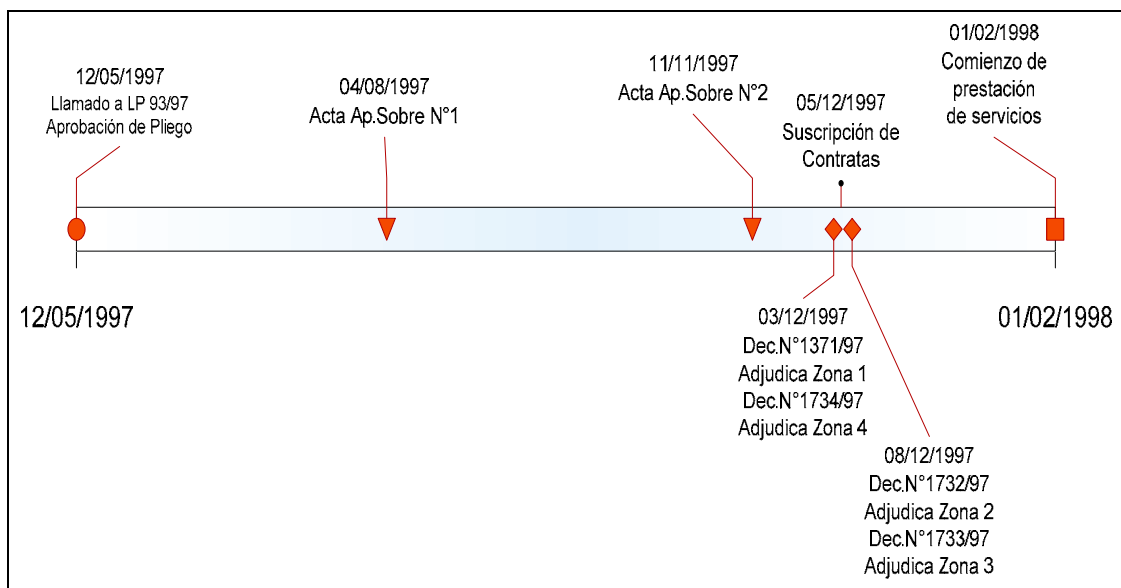 12/05/1997
Llamado a LP 93/97
Aprobación de Pliego
04/08/1997
Acta Ap.Sobre N°1
11/11/1997
Acta Ap.Sobre N°2
05/12/1997
Suscripción de
Contratas
01/02/1998
Comienzo de
prestación
de servicios
12/05/1997
01/02/1998
03/12/1997
Dec.N°1371/97
Adjudica Zona 1
Dec.N°1734/97
Adjudica Zona 4
08/12/1997
Dec.N°1732/97
Adjudica Zona 2
Dec.N°1733/97
Adjudica Zona 3